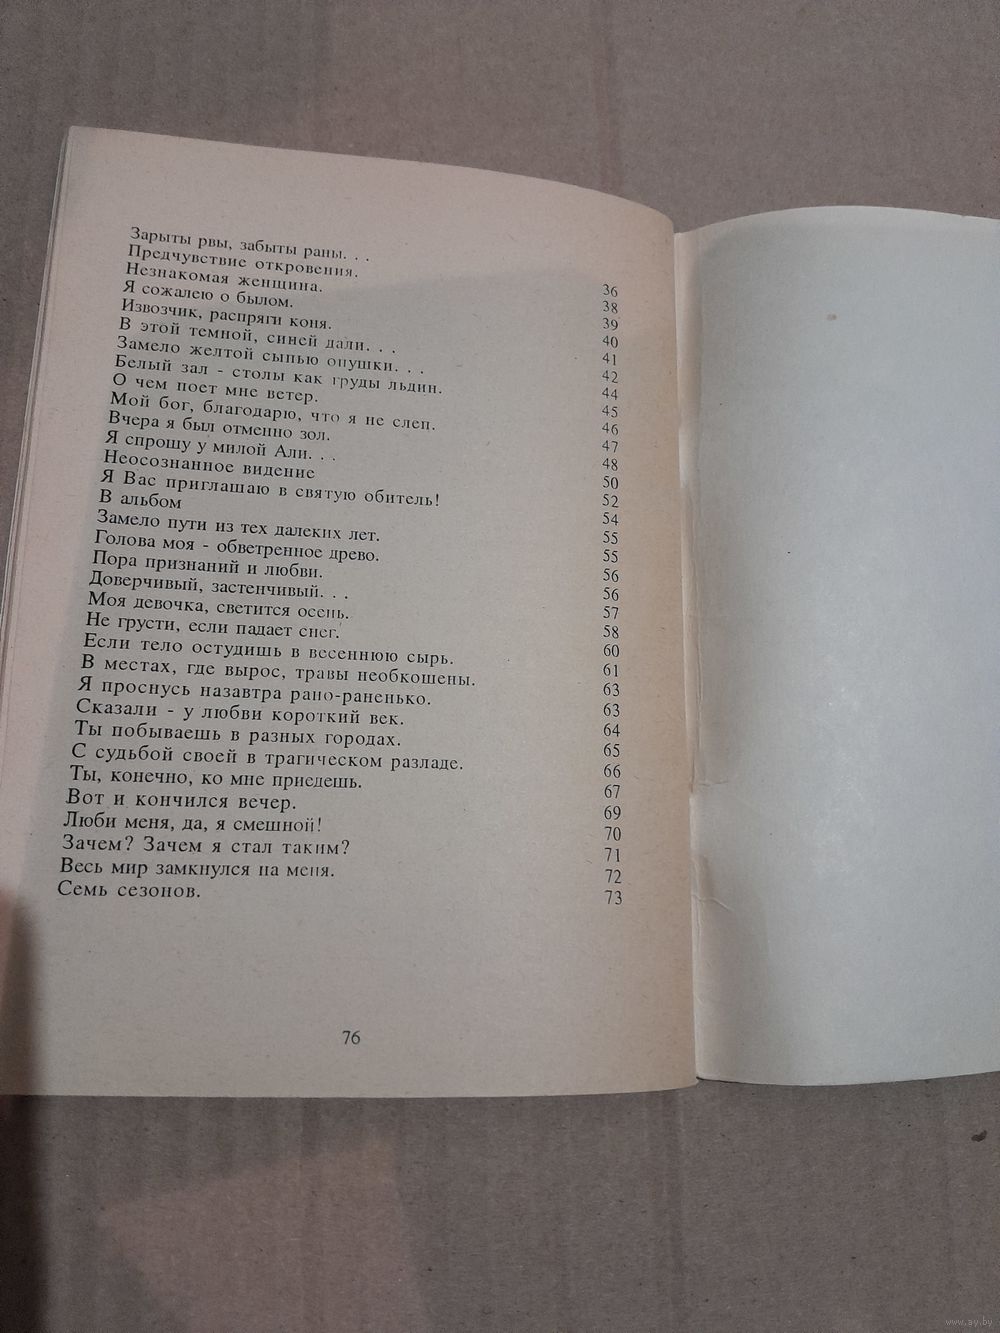 Зарыты рвы, забыты раны. . . 36
Предчувствие откровения. 38
Незнакомая женщина. 39
Я сожалею о былом. 40
Извозчик, распряги коня. 41
В этой темной, синей дали. . . 42
Замело желтой сыпью опушки. . . 44
Белый зал - столы как груды льдин. 45
О чем поет мне ветер. 46
Мой бог, благодарю, что я не слеп. 47
Вчера я был отменно зол. 48
Я спрошу у милой Али. . . 50
Неосознанное видение 52
Я Вас приглашаю в святую обитель! 54
В альбом 55
Замело пути из тех далеких лет. 55
Голова моя - обветренное древо. 56
Пора признаний и любви. 56
Доверчивый, застенчивый. . . 57
Моя девочка, светится осень. 58
Не грусти, если падает снег. 60
Если тело остудишь в весеннюю сырь. 61
В местах, где вырос, травы необкошены. 63
Я проснусь назавтра рано-раненько. 63
Сказали - у любви короткий век. 64
Ты побываешь в разных городах. 65
С судьбой своей в трагическом разладе. 66
Ты, конечно, ко мне приедешь. 67
Вот и кончился вечер. 69
Люби меня, да, я смешной! 70
Зачем? Зачем я стал таким? 71
Весь мир замкнулся на меня. 72
Семь сезонов. 73
76
www.ay.by